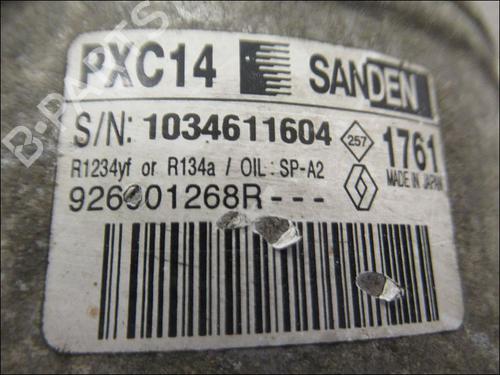 PXC14 SANDEN
S/N: 1034611604 257 1761
R1234yf or R134a / OIL : SP-A2 MADE IN JAPAN
926001268R---
B-PARTS